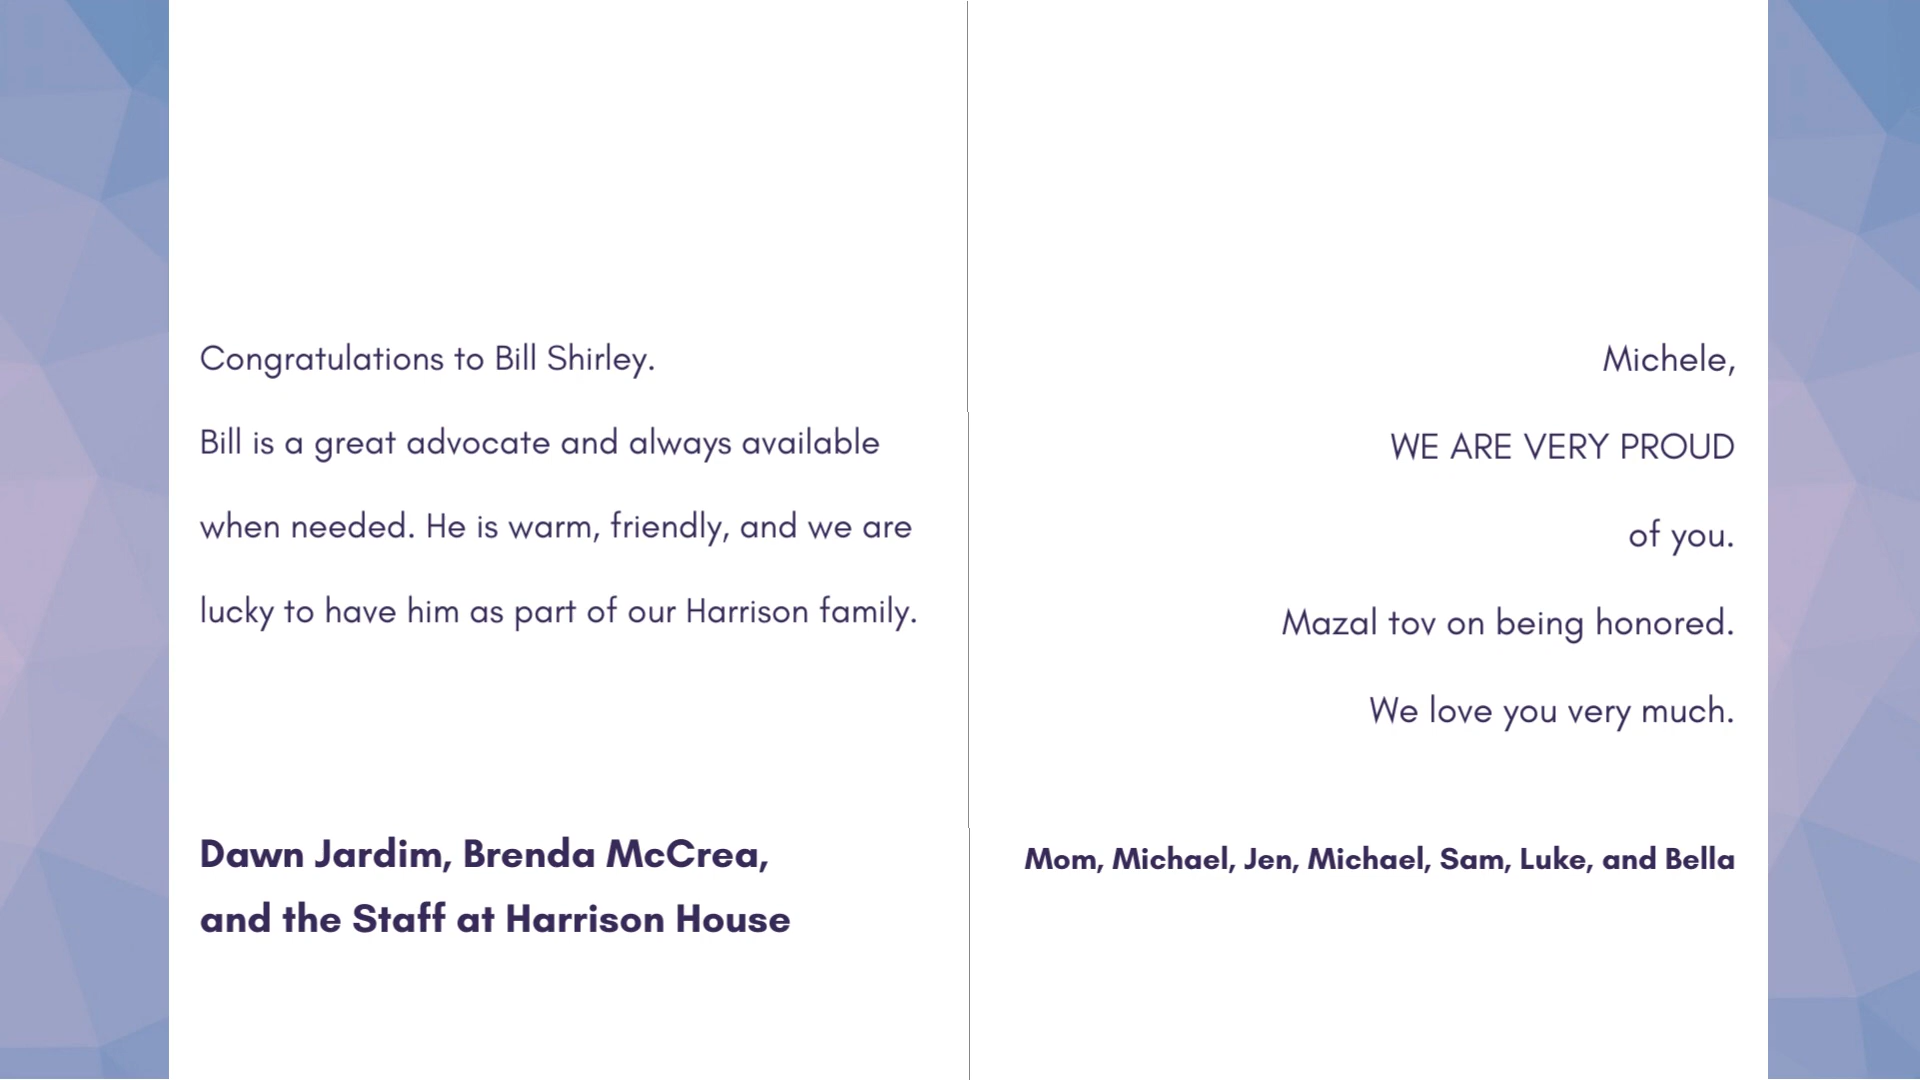 Congratulations to Bill Shirley.
Bill is a great advocate and always available
when needed. He is warm, friendly, and we are
lucky to have him as part of our Harrison family.
Dawn Jardim, Brenda McCrea,
and the Staff at Harrison House
Michele,
WE ARE VERY PROUD
of you.
Mazal tov on being honored.
We love you very much.
Mom, Michael, Jen, Michael, Sam, Luke, and Bella